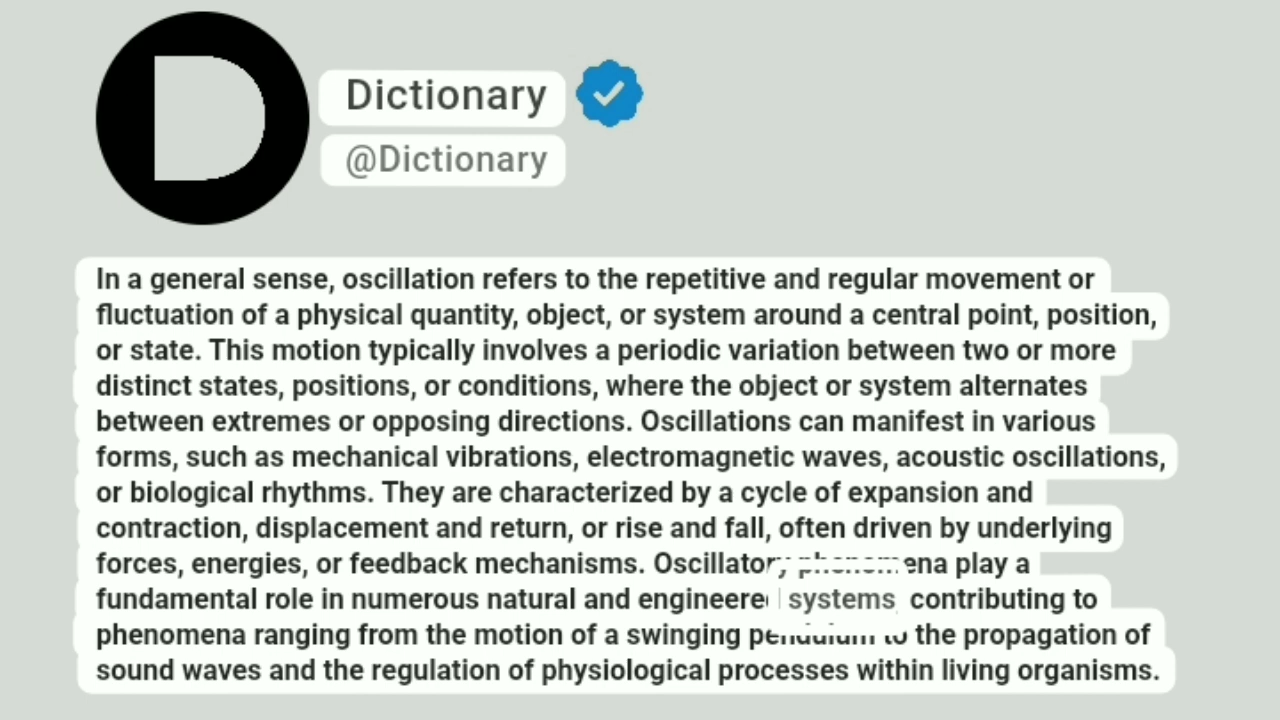 D
Dictionary
@Dictionary
In a general sense, oscillation refers to the repetitive and regular movement or
fluctuation of a physical quantity, object, or system around a central point, position,
or state. This motion typically involves a periodic variation between two or more
distinct states, positions, or conditions, where the object or system alternates
between extremes or opposing directions. Oscillations can manifest in various
forms, such as mechanical vibrations, electromagnetic waves, acoustic oscillations,
or biological rhythms. They are characterized by a cycle of expansion and
contraction, displacement and return, or rise and fall, often driven by underlying
forces, energies, or feedback mechanisms. Oscillatory phenomena play a
fundamental role in numerous natural and engineered systems, contributing to
phenomena ranging from the motion of a swinging pendulum to the propagation of
sound waves and the regulation of physiological processes within living organisms.